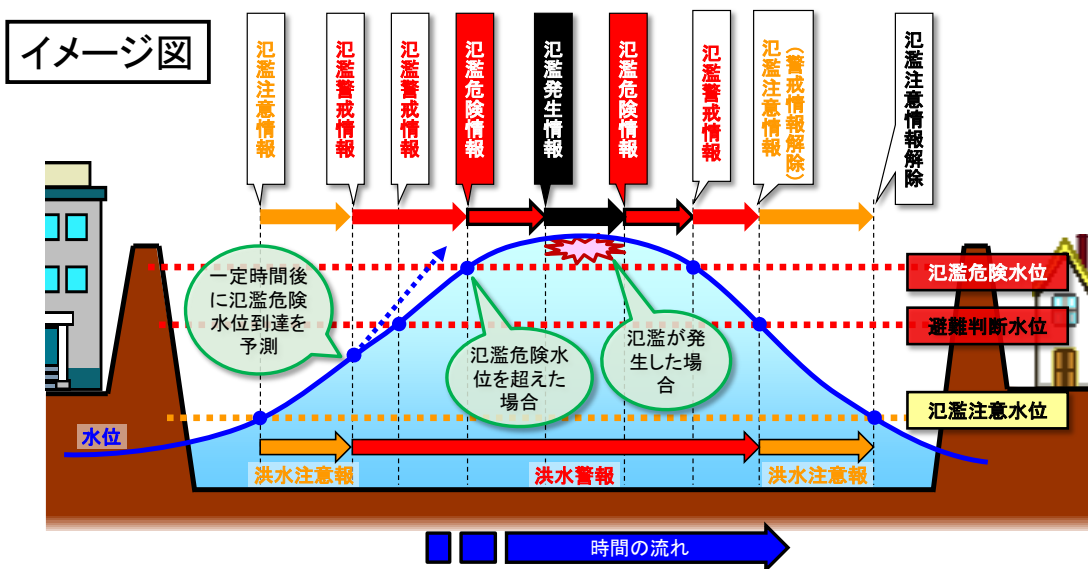 イメージ図
氾濫注意情報
氾濫警戒情報
氾濫警戒情報
氾濫危険情報
氾濫発生情報
氾濫危険情報
氾濫警戒情報
(警戒情報解除)
氾濫注意情報
氾濫注意情報解除
一定時間後
に氾濫危険
水位到達を
予測
氾濫危険水
位を超えた
場合
氾濫が発
生した場
合
氾濫危険水位
避難判断水位
氾濫注意水位
水位
洪水注意報
洪水警報
洪水注意報
時間の流れ